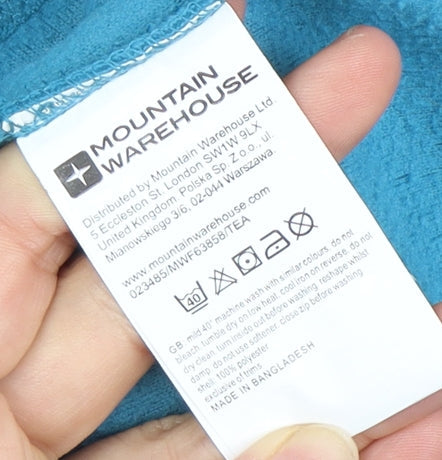 MOUNTAIN
WAREHOUSE
Distributed by Mountain Warehouse Ltd.
5 Eccleston St. London SW1W 9LX
United Kingdom. Polska Sp. Z o.o., ul.
Mianowskiego 3/6, 02-044 Warszawa.
www.mountainwarehouse.com
023485/MWF63858/TEA
40
GB: mild 40° machine wash with similar colours. do not
bleach. tumble dry on low heat. cool iron on reverse. do not
dry clean. turn inside out before washing. reshape whilst
damp. do not use softener. close zip before washing
shell: 100% polyester
exclusive of trims
MADE IN BANGLADESH